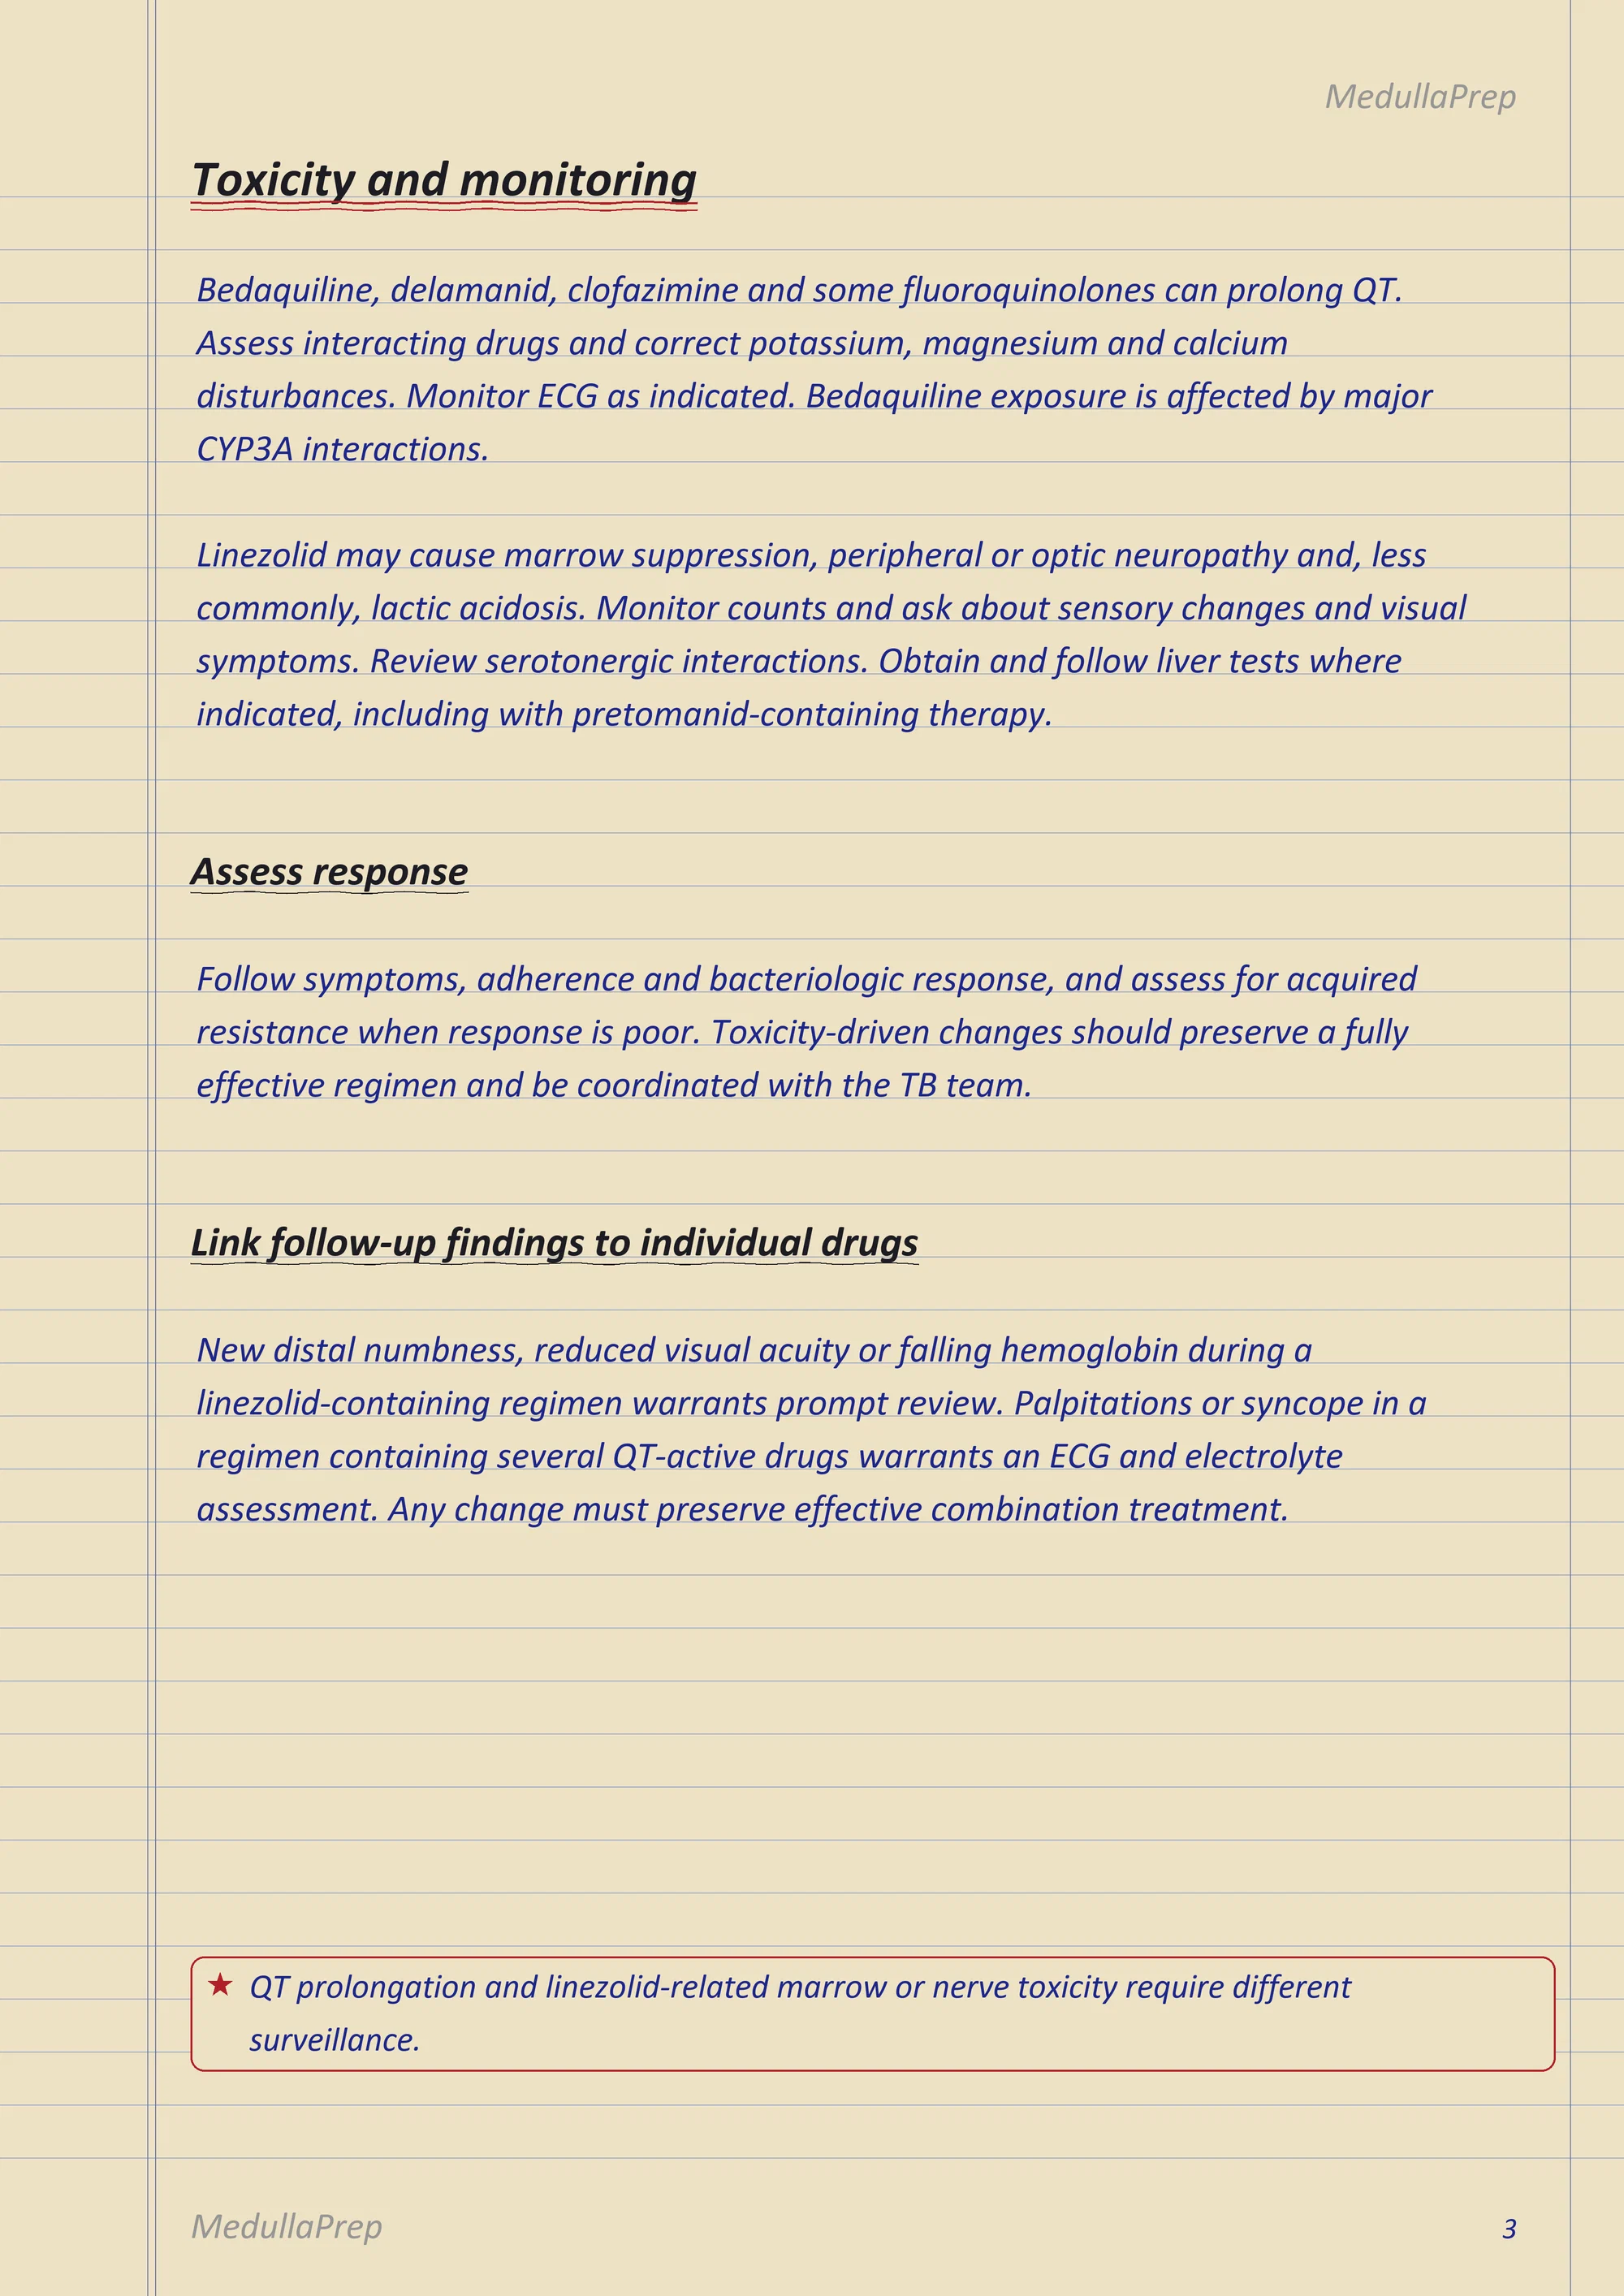 MedullaPrep
Toxicity and monitoring
Bedaquiline, delamanid, clofazimine and some fluoroquinolones can prolong QT.
Assess interacting drugs and correct potassium, magnesium and calcium
disturbances. Monitor ECG as indicated. Bedaquiline exposure is affected by major
CYP3A interactions.
Linezolid may cause marrow suppression, peripheral or optic neuropathy and, less
commonly, lactic acidosis. Monitor counts and ask about sensory changes and visual
symptoms. Review serotonergic interactions. Obtain and follow liver tests where
indicated, including with pretomanid-containing therapy.
Assess response
Follow symptoms, adherence and bacteriologic response, and assess for acquired
resistance when response is poor. Toxicity-driven changes should preserve a fully
effective regimen and be coordinated with the TB team.
Link follow-up findings to individual drugs
New distal numbness, reduced visual acuity or falling hemoglobin during a
linezolid-containing regimen warrants prompt review. Palpitations or syncope in a
regimen containing several QT-active drugs warrants an ECG and electrolyte
assessment. Any change must preserve effective combination treatment.
★ QT prolongation and linezolid-related marrow or nerve toxicity require different
surveillance.
MedullaPrep
3